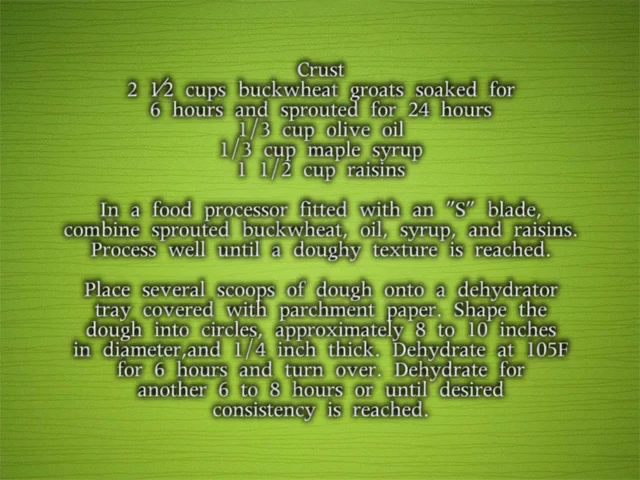 Crust
2 1⁄2 cups buckwheat groats soaked for
6 hours and sprouted for 24 hours
1/3 cup olive oil
1/3 cup maple syrup
1 1/2 cup raisins
In a food processor fitted with an "S" blade,
combine sprouted buckwheat, oil, syrup, and raisins.
Process well until a doughy texture is reached.
Place several scoops of dough onto a dehydrator
tray covered with parchment paper. Shape the
dough into circles, approximately 8 to 10 inches
in diameter,and 1/4 inch thick. Dehydrate at 105F
for 6 hours and turn over. Dehydrate for
another 6 to 8 hours or until desired
consistency is reached.